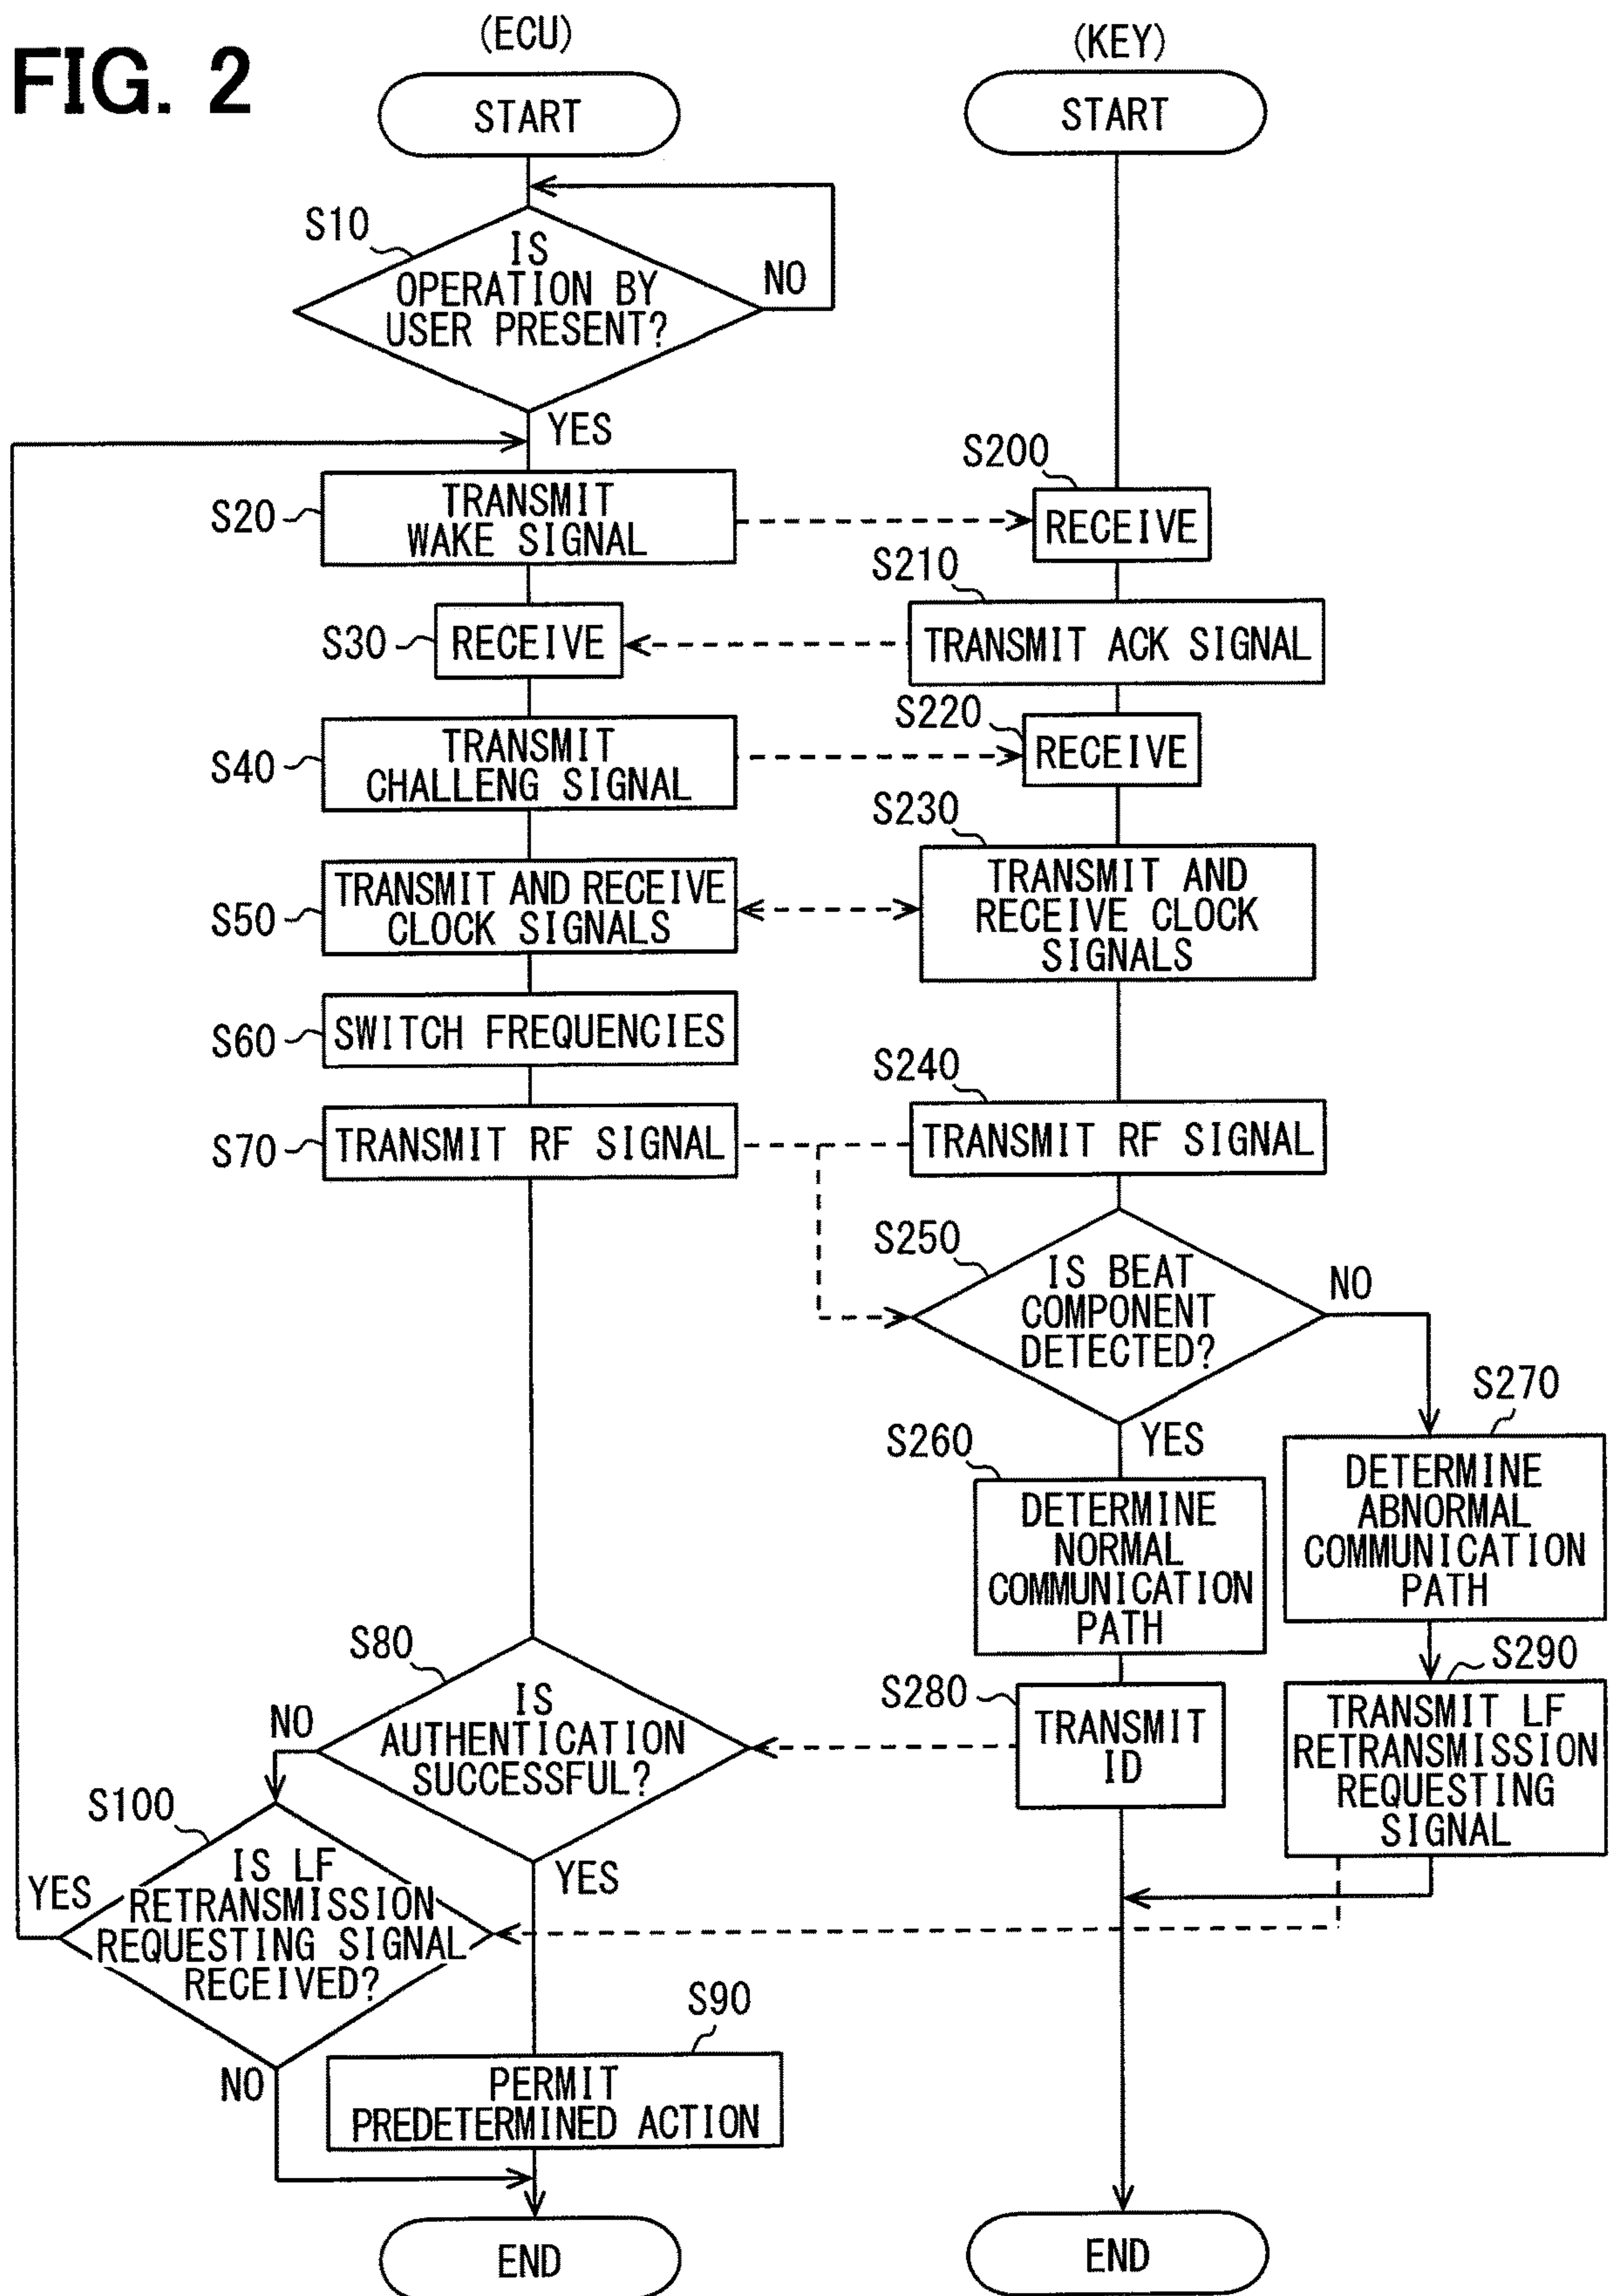 FIG. 2
(ECU)
(KEY)
START
START
S10
IS
OPERATION BY
USER PRESENT?
NO
YES
S20
TRANSMIT
WAKE SIGNAL
S200
RECEIVE
S210
TRANSMIT ACK SIGNAL
S30
RECEIVE
S40
TRANSMIT
CHALLENG SIGNAL
S220
RECEIVE
S230
TRANSMIT AND
RECEIVE CLOCK
SIGNALS
S50
TRANSMIT AND RECEIVE
CLOCK SIGNALS
S60
SWITCH FREQUENCIES
S70
TRANSMIT RF SIGNAL
S240
TRANSMIT RF SIGNAL
S250
IS BEAT
COMPONENT
DETECTED?
NO
YES
S260
DETERMINE
NORMAL
COMMUNICATION
PATH
S270
DETERMINE
ABNORMAL
COMMUNICATION
PATH
S80
IS
AUTHENTICATION
SUCCESSFUL?
NO
YES
S280
TRANSMIT
ID
S290
TRANSMIT LF
RETRANSMISSION
REQUESTING
SIGNAL
S100
IS LF
RETRANSMISSION
REQUESTING SIGNAL
RECEIVED?
YES
NO
S90
PERMIT
PREDETERMINED ACTION
END
END